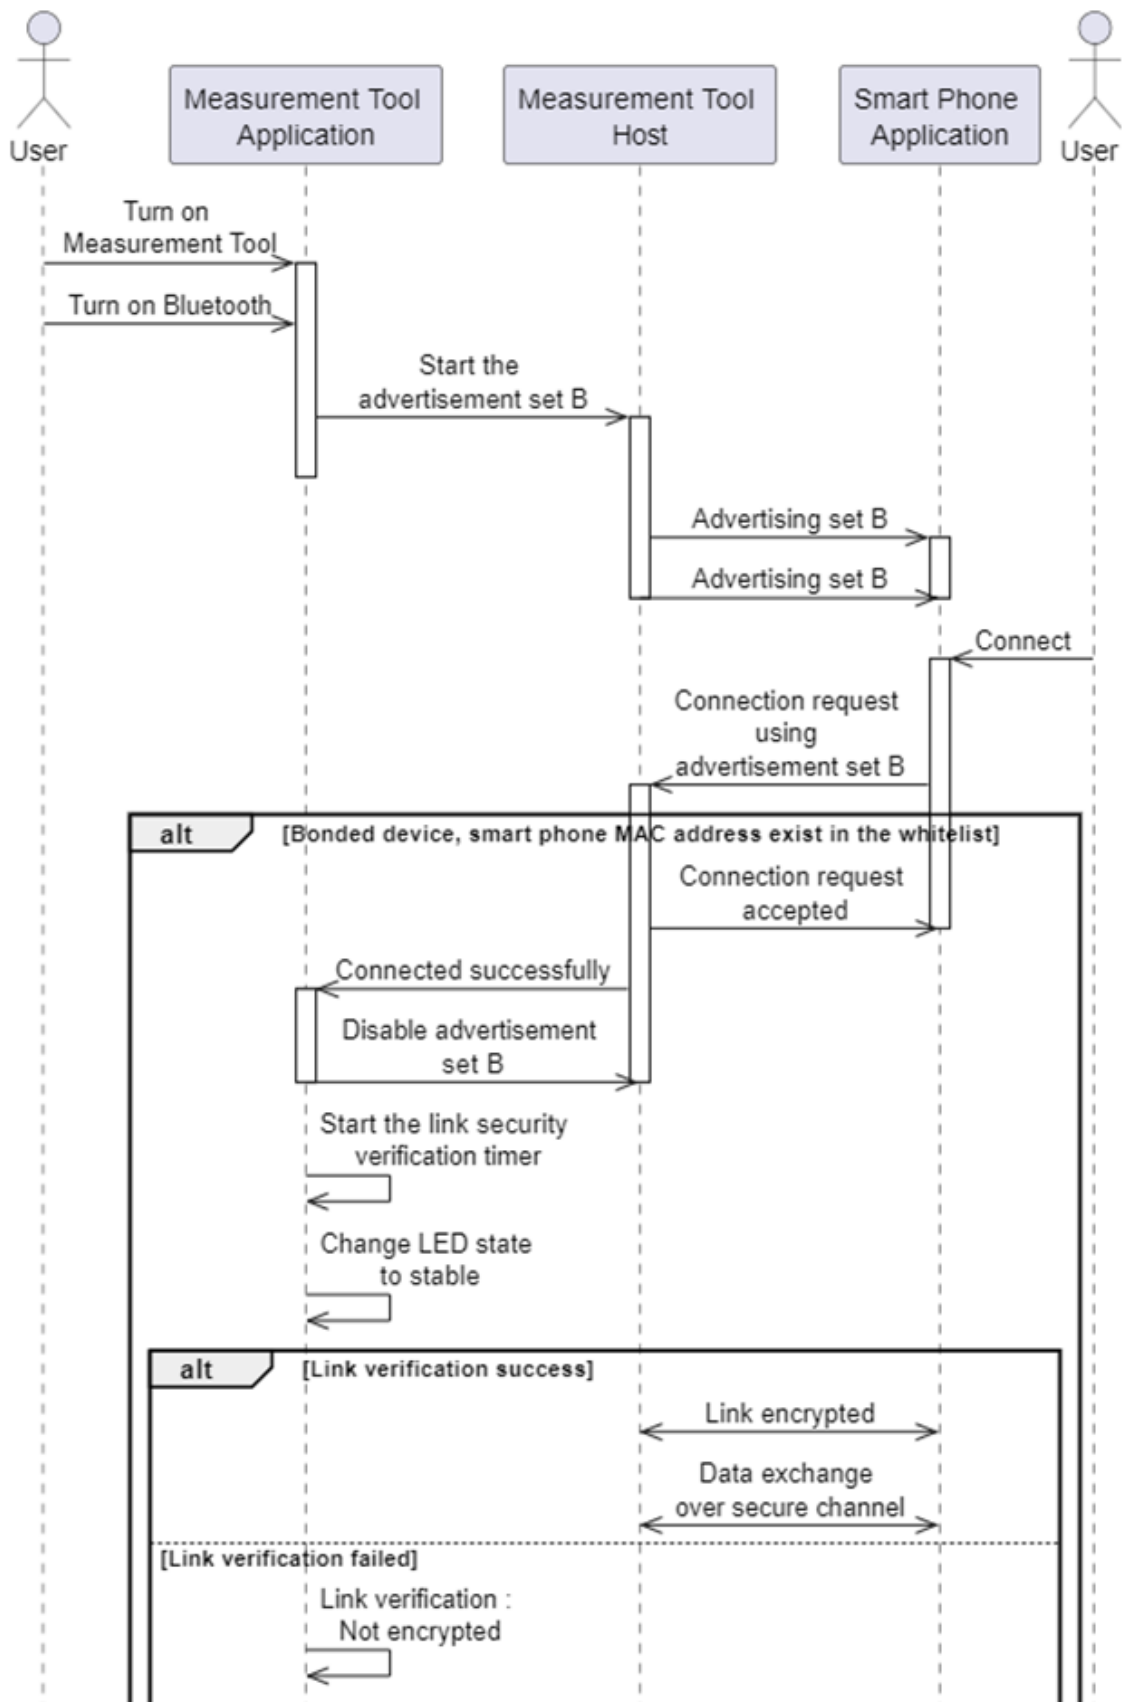 User
Measurement Tool
Application
Measurement Tool
Host
Smart Phone
Application
User
Turn on
Measurement Tool
Turn on Bluetooth
Start the
advertisement set B
Advertising set B
Advertising set B
Connect
Connection request
using
advertisement set B
alt
[Bonded device, smart phone MAC address exist in the whitelist]
Connection request
accepted
Connected successfully
Disable advertisement
set B
Start the link security
verification timer
Change LED state
to stable
alt
[Link verification success]
Link encrypted
Data exchange
over secure channel
[Link verification failed]
Link verification :
Not encrypted